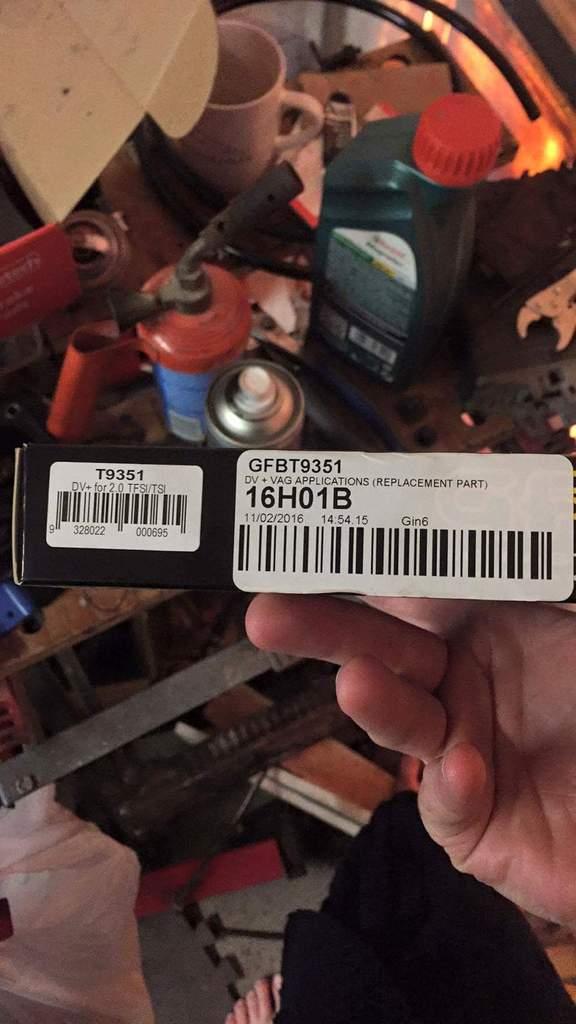 T9351
DV+ for 2.0 TFSI/TSI
9 328022 000695
GFBT9351
DV + VAG APPLICATIONS (REPLACEMENT PART)
16H01B
11/02/2016 14.54.15 Gin6